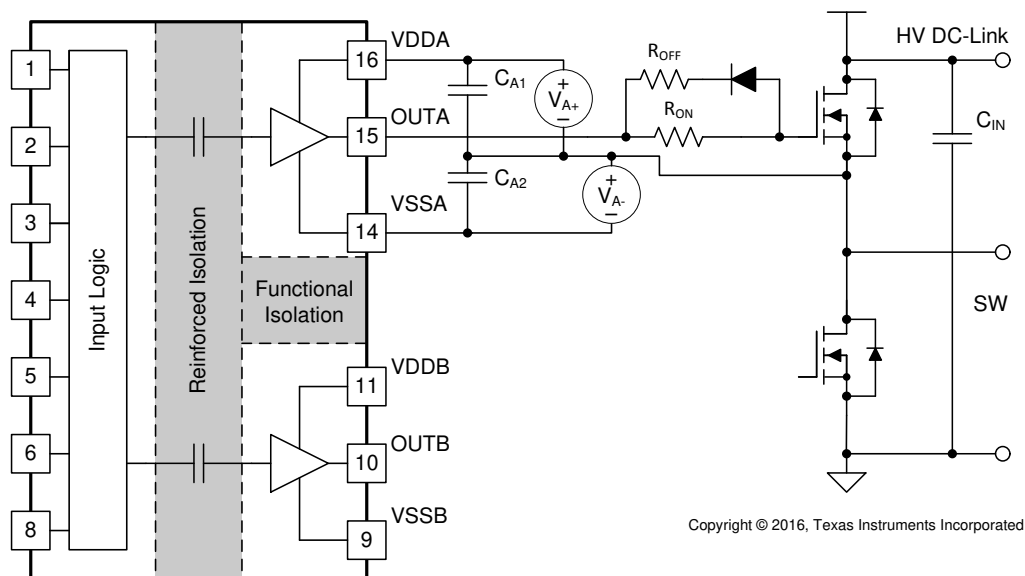 1
2
3
4
5
6
8
Input Logic
Reinforced Isolation
Functional
Isolation
16
15
14
11
10
9
VDDA
OUTA
VSSA
VDDB
OUTB
VSSB
CA1
CA2
+
VA+
−
+
VA-
−
ROFF
RON
HV DC-Link
CIN
SW
Copyright © 2016, Texas Instruments Incorporated